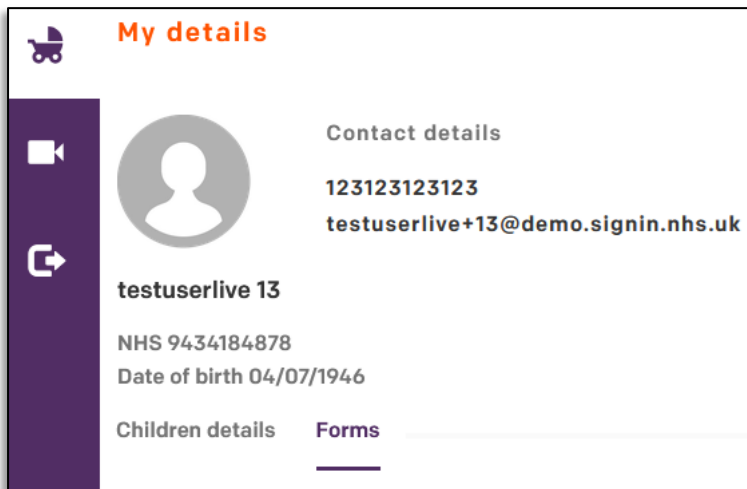 My details
Contact details
123123123123
testuserlive+13@demo.signin.nhs.uk
testuserlive 13
NHS 9434184878
Date of birth 04/07/1946
Children details Forms